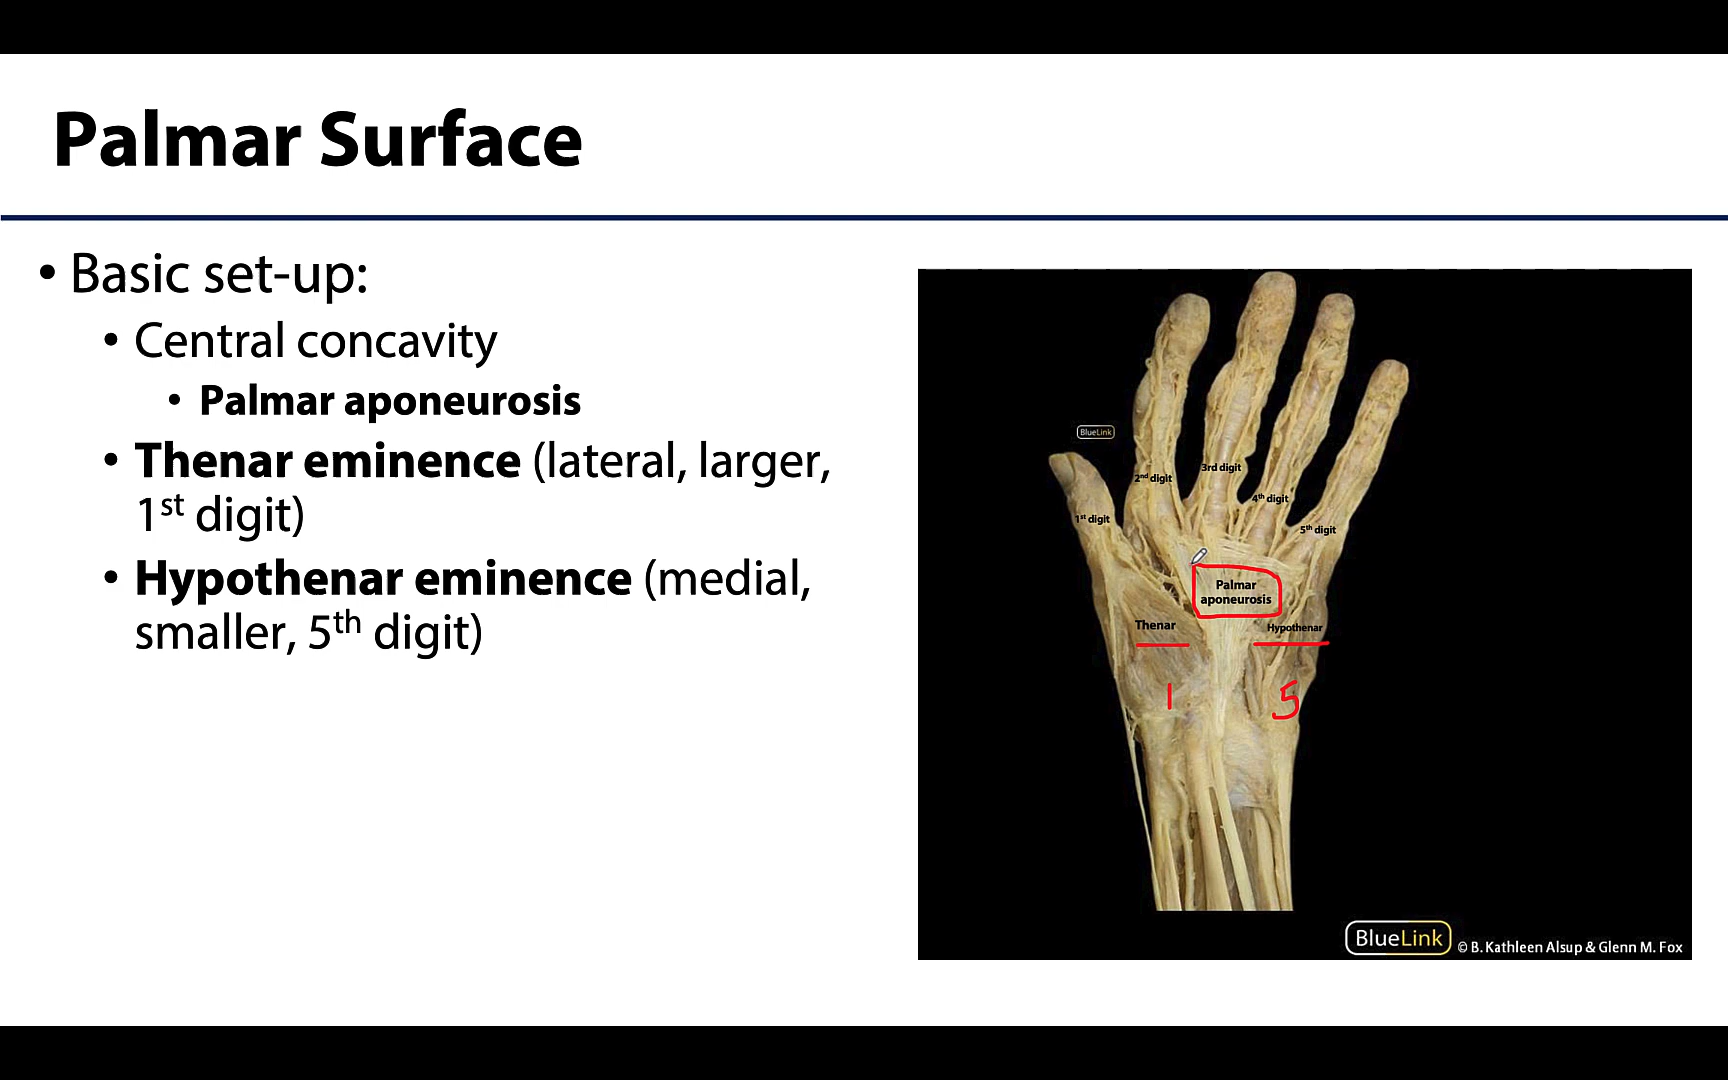 Palmar Surface
• Basic set-up:
• Central concavity
• Palmar aponeurosis
• Thenar eminence (lateral, larger,
1st digit)
• Hypothenar eminence (medial,
smaller, 5th digit)
BlueLink
3rd digit
2nd digit
4th digit
1st digit
5th digit
Palmar
aponeurosis
Thenar
Hypothenar
1
5
BlueLink © B. Kathleen Alsup & Glenn M. Fox